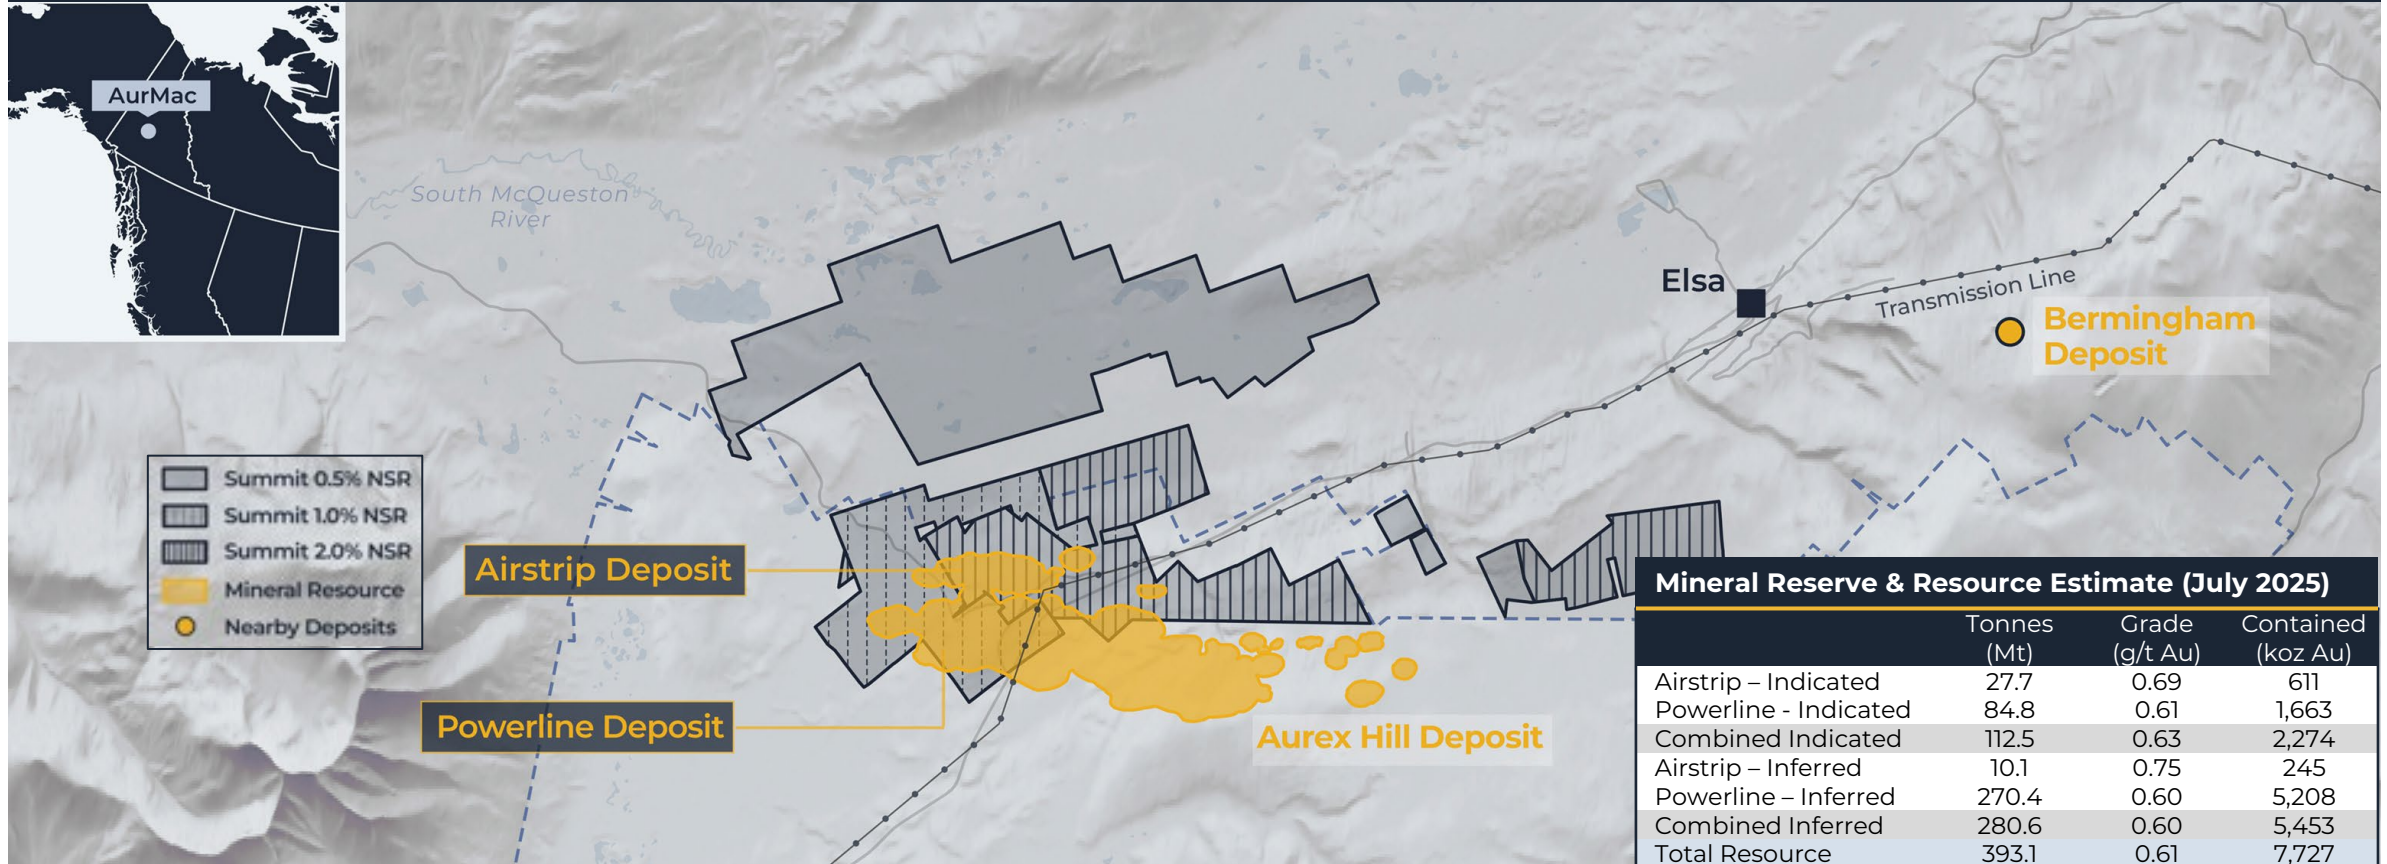 AurMac
South McQueston
River
Elsa
Transmission Line
Bermingham
Deposit
Summit 0.5% NSR
Summit 1.0% NSR
Summit 2.0% NSR
Mineral Resource
Nearby Deposits
Airstrip Deposit
Powerline Deposit
Aurex Hill Deposit
Mineral Reserve & Resource Estimate (July 2025)
Tonnes Grade Contained
(Mt) (g/t Au) (koz Au)
Airstrip – Indicated 27.7 0.69 611
Powerline - Indicated 84.8 0.61 1,663
Combined Indicated 112.5 0.63 2,274
Airstrip – Inferred 10.1 0.75 245
Powerline – Inferred 270.4 0.60 5,208
Combined Inferred 280.6 0.60 5,453
Total Resource 393.1 0.61 7,727